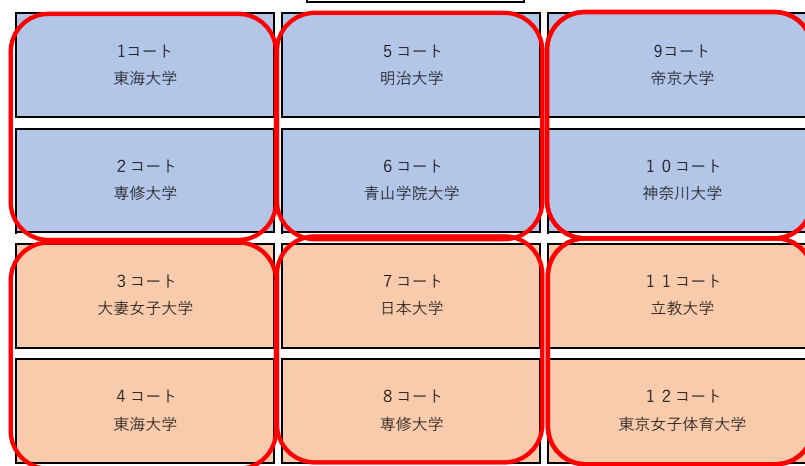 1コート
東海大学
5コート
明治大学
9コート
帝京大学
2コート
専修大学
6コート
青山学院大学
10コート
神奈川大学
3コート
大妻女子大学
7コート
日本大学
11コート
立教大学
4コート
東海大学
8コート
専修大学
12コート
東京女子体育大学